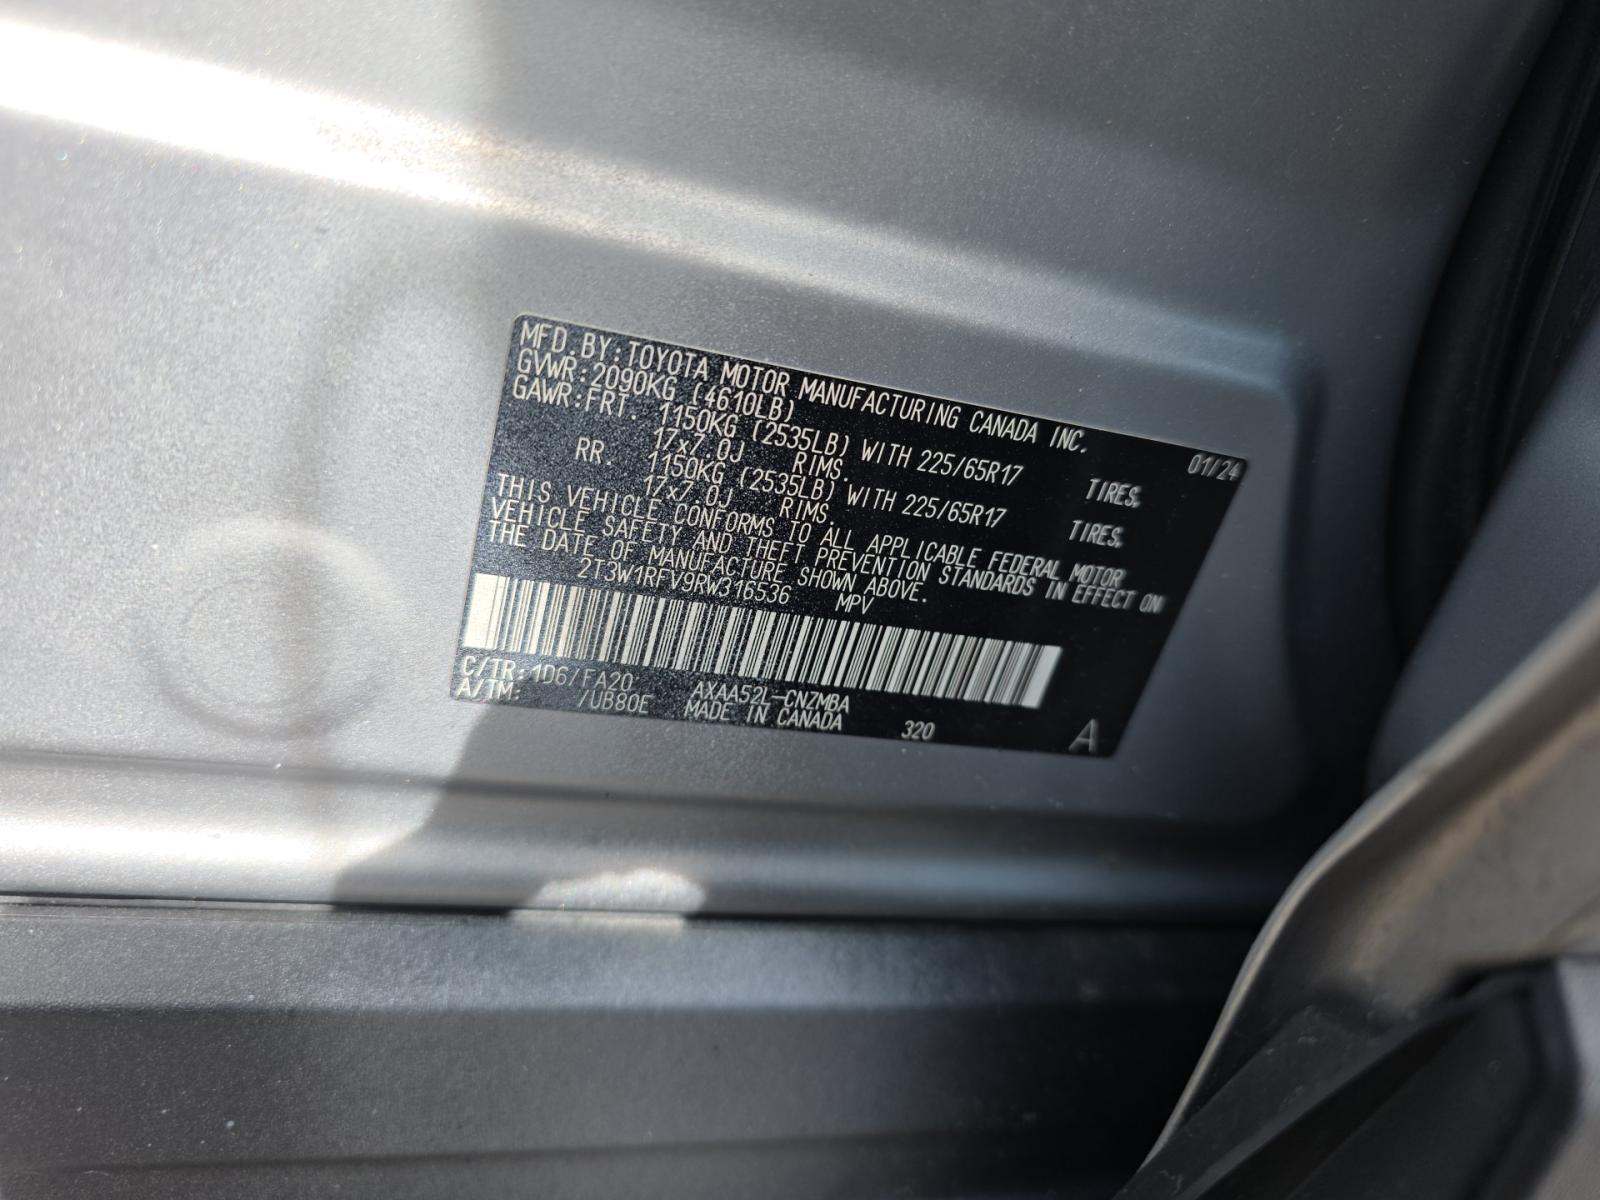 MFD. BY: TOYOTA MOTOR MANUFACTURING CANADA INC. 01/24
GVWR: 2090KG (4610LB)
GAWR: FRT. 1150KG (2535LB) WITH 225/65R17 TIRES,
17x7.0J RIMS.
RR. 1150KG (2535LB) WITH 225/65R17 TIRES,
17x7.0J RIMS.
THIS VEHICLE CONFORMS TO ALL APPLICABLE FEDERAL MOTOR
VEHICLE SAFETY AND THEFT PREVENTION STANDARDS IN EFFECT ON
THE DATE OF MANUFACTURE SHOWN ABOVE.
2T3W1RFV9RW316536 MPV
C/TR: 1D6/FA20 AXAA52L-CNZMBA
A/TM: /UB80E MADE IN CANADA 320 A